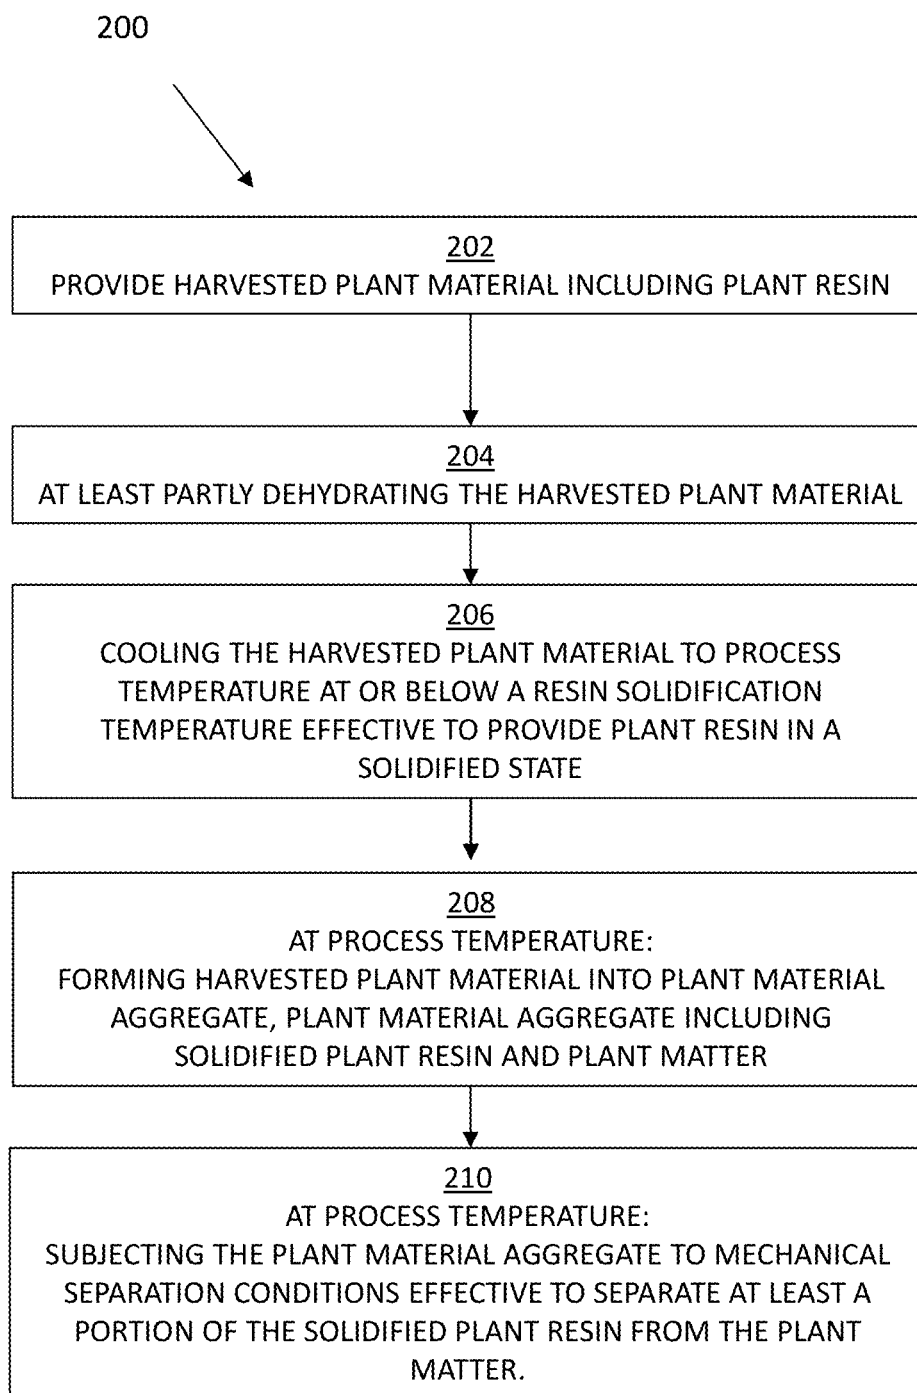 200
202
PROVIDE HARVESTED PLANT MATERIAL INCLUDING PLANT RESIN
204
AT LEAST PARTLY DEHYDRATING THE HARVESTED PLANT MATERIAL
206
COOLING THE HARVESTED PLANT MATERIAL TO PROCESS
TEMPERATURE AT OR BELOW A RESIN SOLIDIFICATION
TEMPERATURE EFFECTIVE TO PROVIDE PLANT RESIN IN A
SOLIDIFIED STATE
208
AT PROCESS TEMPERATURE:
FORMING HARVESTED PLANT MATERIAL INTO PLANT MATERIAL
AGGREGATE, PLANT MATERIAL AGGREGATE INCLUDING
SOLIDIFIED PLANT RESIN AND PLANT MATTER
210
AT PROCESS TEMPERATURE:
SUBJECTING THE PLANT MATERIAL AGGREGATE TO MECHANICAL
SEPARATION CONDITIONS EFFECTIVE TO SEPARATE AT LEAST A
PORTION OF THE SOLIDIFIED PLANT RESIN FROM THE PLANT
MATTER.